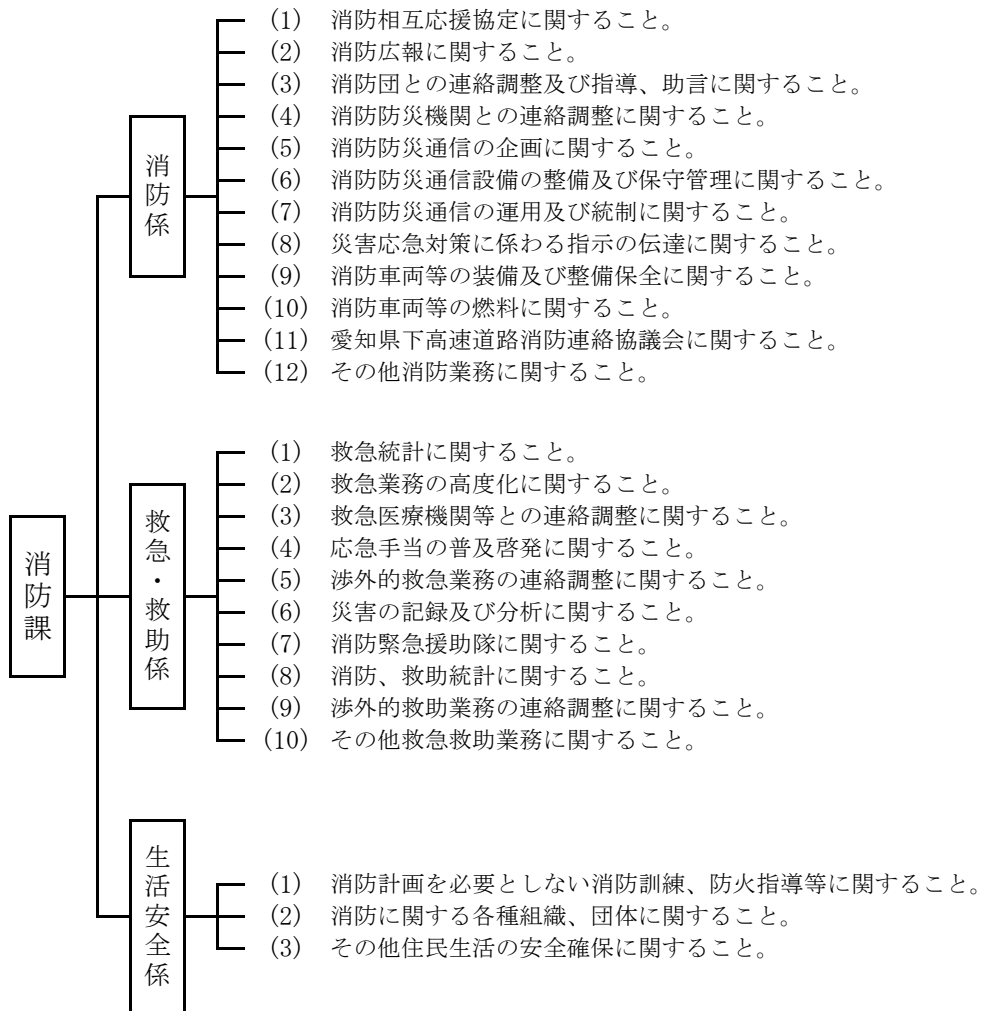 消防課
消防係
(1) 消防相互応援協定に関すること。
(2) 消防広報に関すること。
(3) 消防団との連絡調整及び指導、助言に関すること。
(4) 消防防災機関との連絡調整に関すること。
(5) 消防防災通信の企画に関すること。
(6) 消防防災通信設備の整備及び保守管理に関すること。
(7) 消防防災通信の運用及び統制に関すること。
(8) 災害応急対策に係わる指示の伝達に関すること。
(9) 消防車両等の装備及び整備保全に関すること。
(10) 消防車両等の燃料に関すること。
(11) 愛知県下高速道路消防連絡協議会に関すること。
(12) その他消防業務に関すること。
救急・救助係
(1) 救急統計に関すること。
(2) 救急業務の高度化に関すること。
(3) 救急医療機関等との連絡調整に関すること。
(4) 応急手当の普及啓発に関すること。
(5) 渉外的救急業務の連絡調整に関すること。
(6) 災害の記録及び分析に関すること。
(7) 消防緊急援助隊に関すること。
(8) 消防、救助統計に関すること。
(9) 渉外的救助業務の連絡調整に関すること。
(10) その他救急救助業務に関すること。
生活安全係
(1) 消防計画を必要としない消防訓練、防火指導等に関すること。
(2) 消防に関する各種組織、団体に関すること。
(3) その他住民生活の安全確保に関すること。